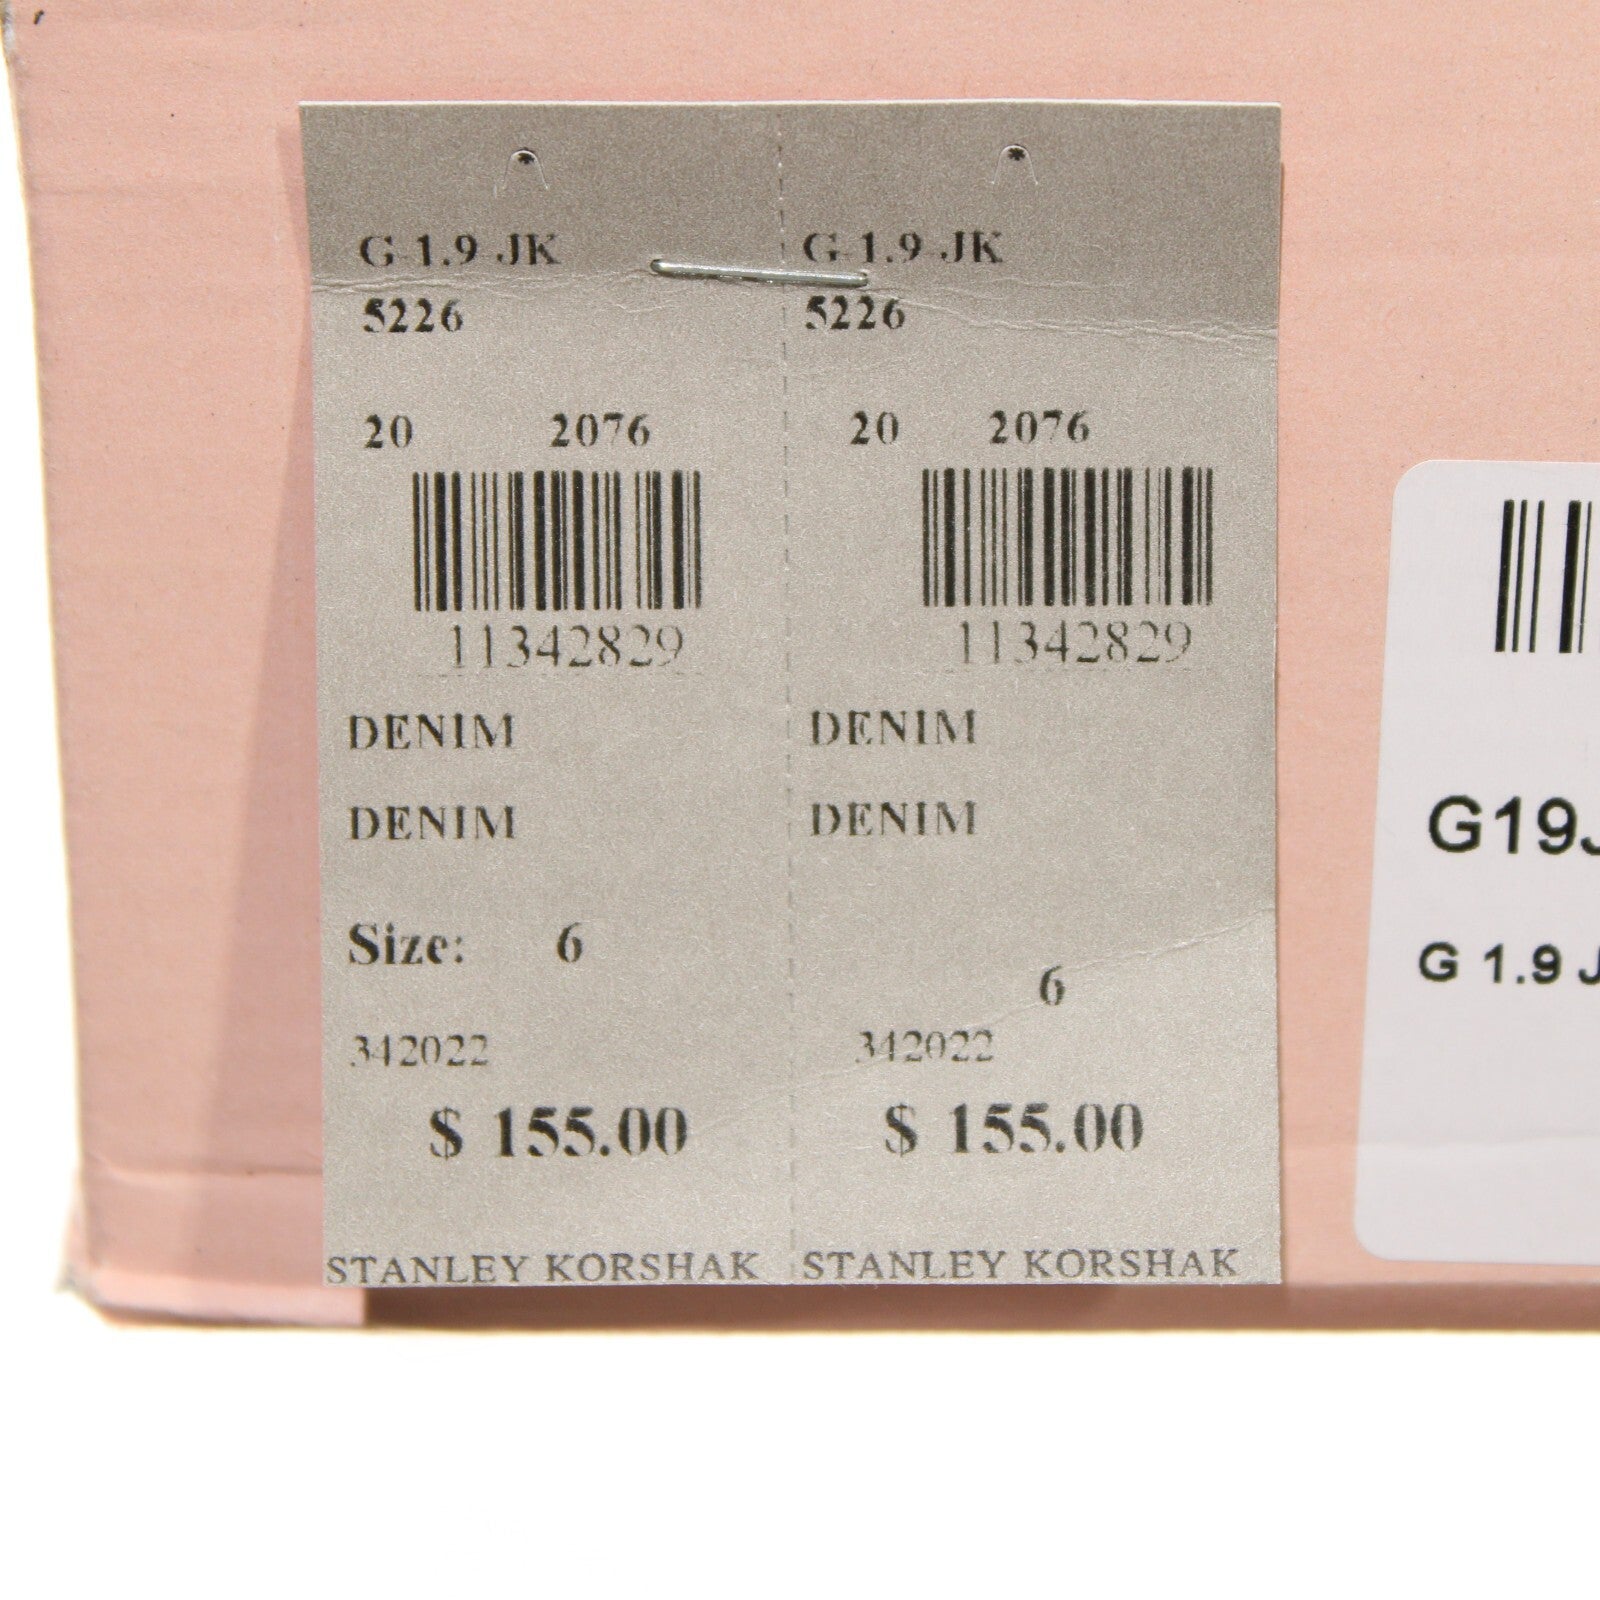 G-1.9 JK
5226
20 2076
11342829
DENIM
DENIM
Size: 6
342022
$ 155.00
STANLEY KORSHAK
G-1.9 JK
5226
20 2076
11342829
DENIM
DENIM
6
342022
$ 155.00
STANLEY KORSHAK
G19J
G 1.9 J